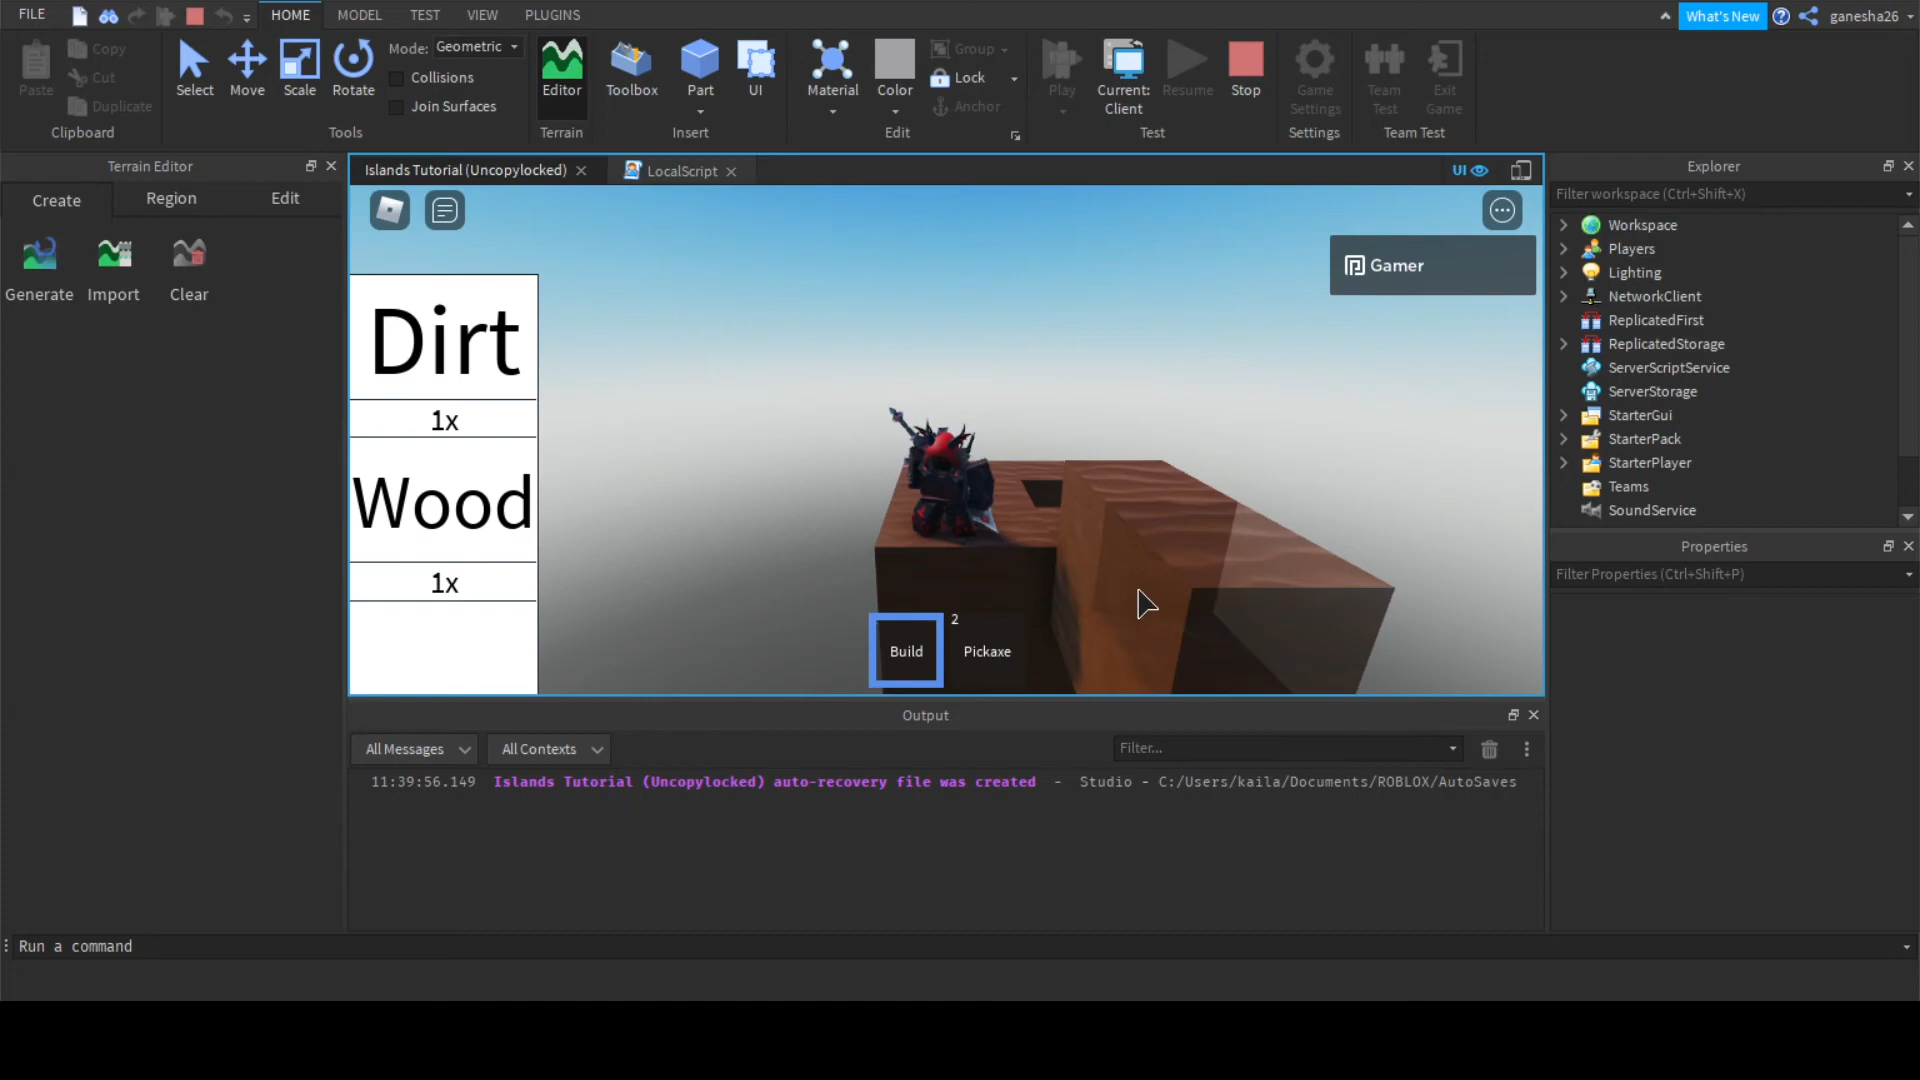 FILE
HOME
MODEL
TEST
VIEW
PLUGINS
What's New
ganesha26
Paste
Copy
Cut
Duplicate
Clipboard
Select
Move
Scale
Rotate
Mode: Geometric
Collisions
Join Surfaces
Tools
Editor
Terrain
Toolbox
Part
UI
Insert
Material
Color
Group
Lock
Anchor
Edit
Play
Current:
Client
Resume
Stop
Test
Game
Settings
Settings
Team
Test
Exit
Game
Team Test
Terrain Editor
Create
Region
Edit
Generate
Import
Clear
Islands Tutorial (Uncopylocked)
LocalScript
UI
Gamer
Dirt
1x
Wood
1x
Build
2
Pickaxe
Explorer
Filter workspace (Ctrl+Shift+X)
Workspace
Players
Lighting
NetworkClient
ReplicatedFirst
ReplicatedStorage
ServerScriptService
ServerStorage
StarterGui
StarterPack
StarterPlayer
Teams
SoundService
Properties
Filter Properties (Ctrl+Shift+P)
Output
All Messages
All Contexts
Filter...
11:39:56.149 Islands Tutorial (Uncopylocked) auto-recovery file was created - Studio - C:/Users/kaila/Documents/ROBLOX/AutoSaves
Run a command